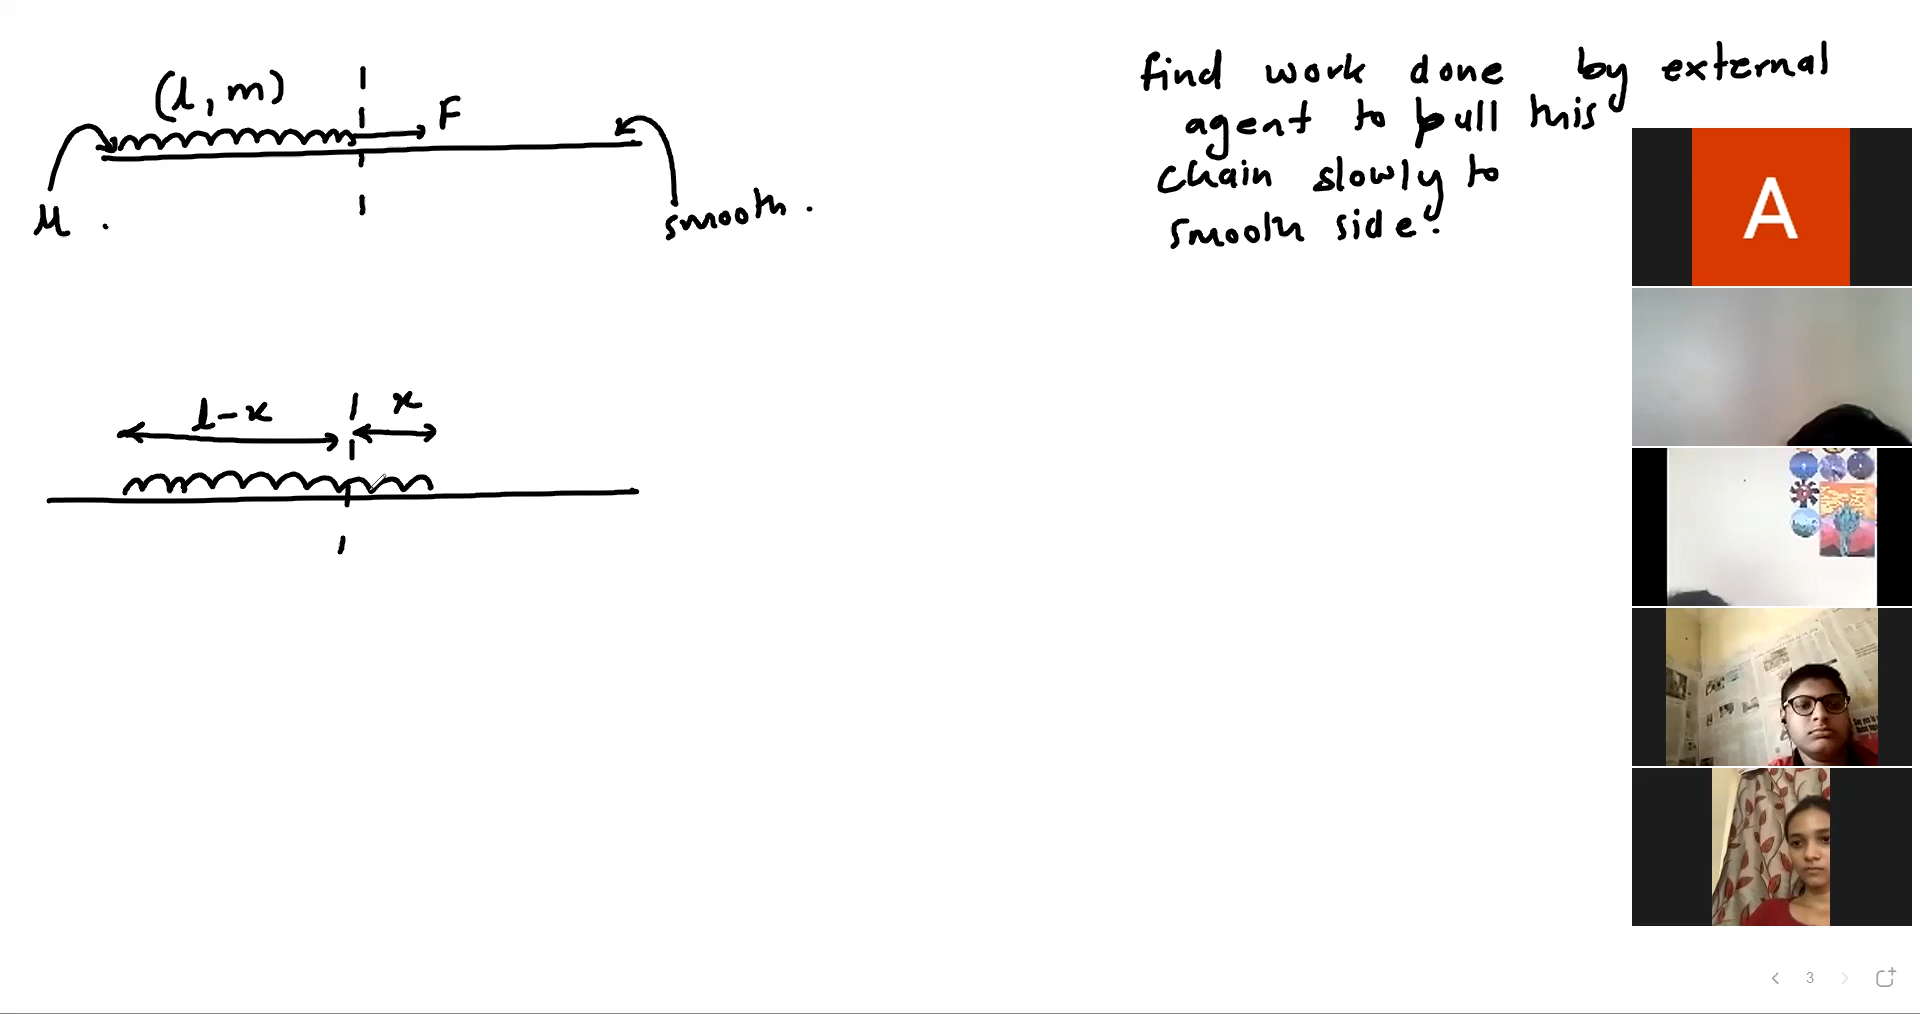 (l, m)
F
μ .
smooth .
find work done by external
agent to pull this
chain slowly to
smooth side.
l-x
x
A
3